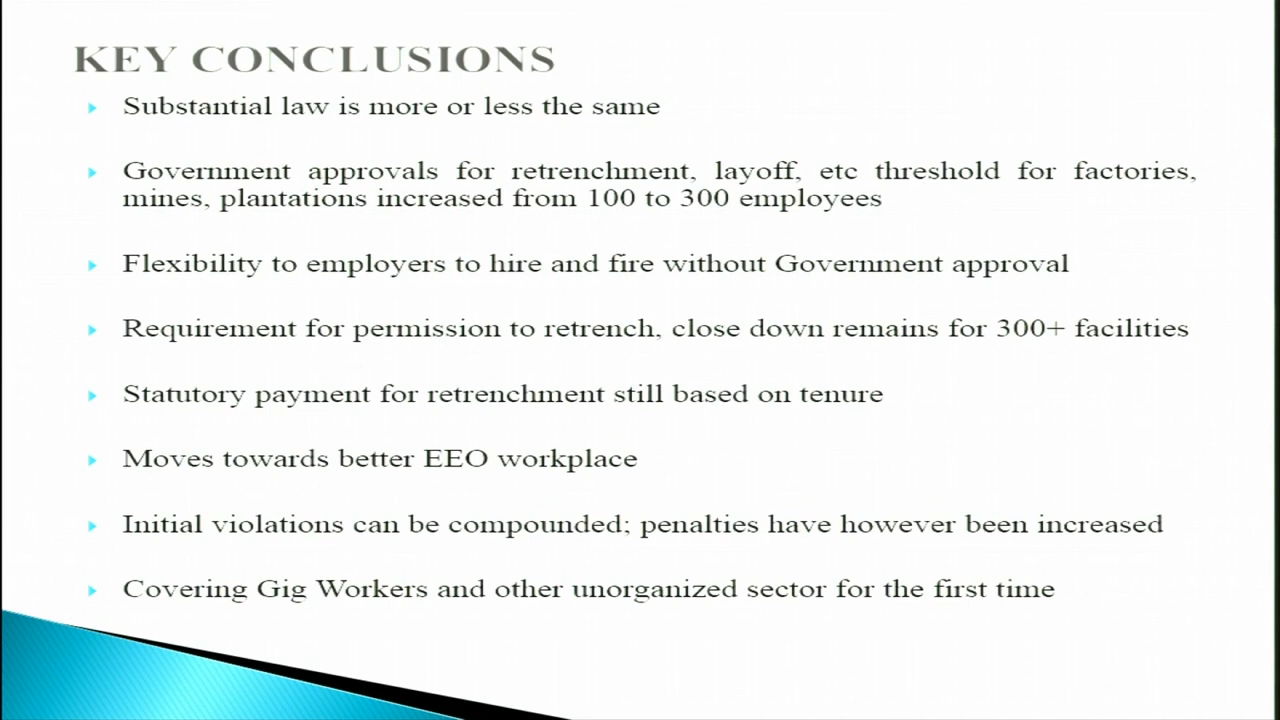 KEY CONCLUSIONS
Substantial law is more or less the same
Government approvals for retrenchment, layoff, etc threshold for factories,
mines, plantations increased from 100 to 300 employees
Flexibility to employers to hire and fire without Government approval
Requirement for permission to retrench, close down remains for 300+ facilities
Statutory payment for retrenchment still based on tenure
Moves towards better EEO workplace
Initial violations can be compounded; penalties have however been increased
Covering Gig Workers and other unorganized sector for the first time